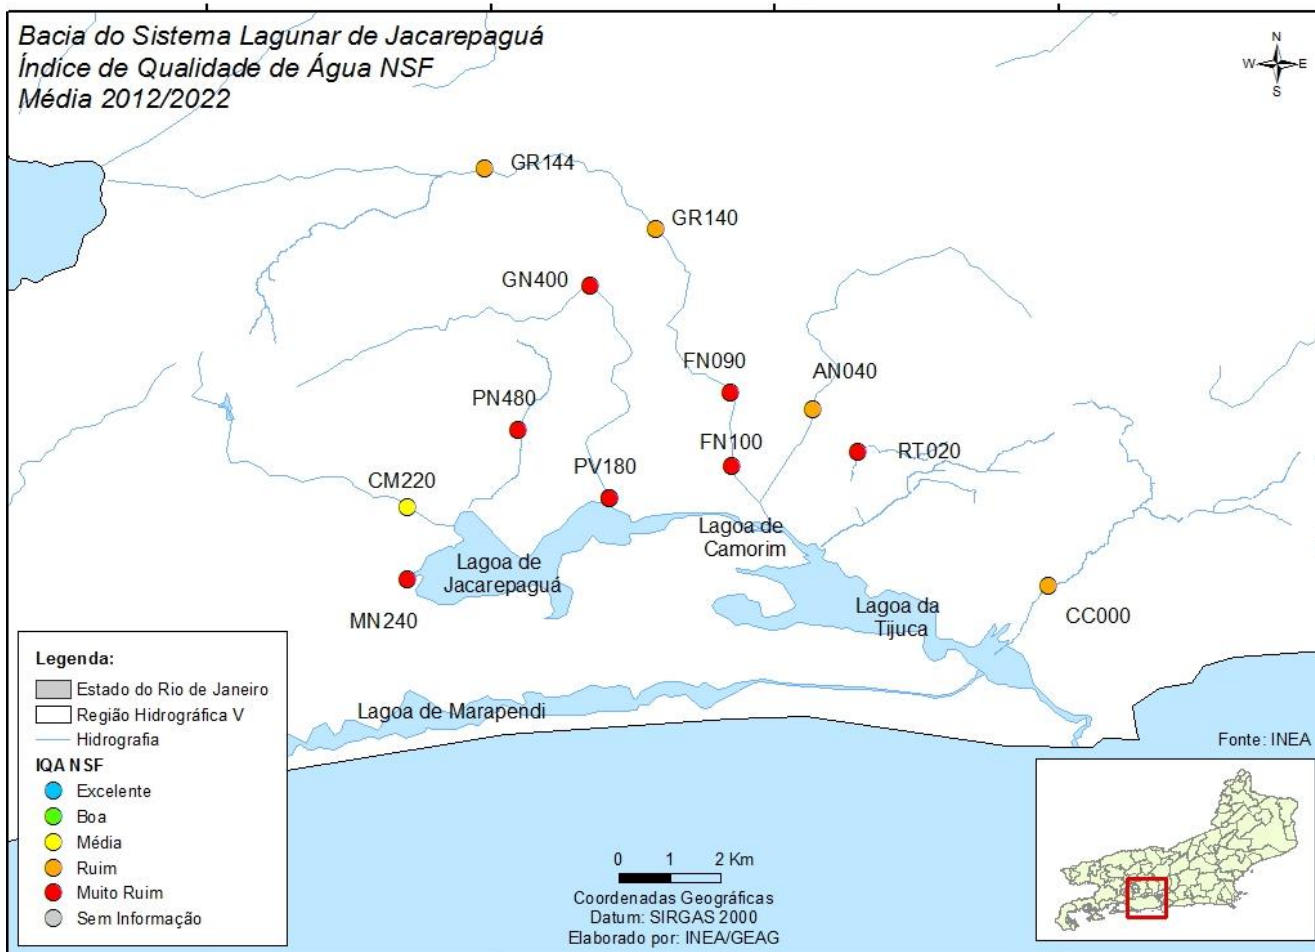 Bacia do Sistema Lagunar de Jacarepaguá
Índice de Qualidade de Água NSF
Média 2012/2022
N
W E
S
GR144
GR140
GN400
FN090
AN040
PN480
FN100
RT020
PV180
CM220
Lagoa de
Camorim
Lagoa de
Jacarepaguá
MN240
Lagoa da
Tijuca
CC000
Lagoa de Marapendi
Legenda:
Estado do Rio de Janeiro
Região Hidrográfica V
Hidrografia
IQA NSF
Excelente
Boa
Média
Ruim
Muito Ruim
Sem Informação
Fonte: INEA
0 1 2 Km
Coordenadas Geográficas
Datum: SIRGAS 2000
Elaborado por: INEA/GEAG